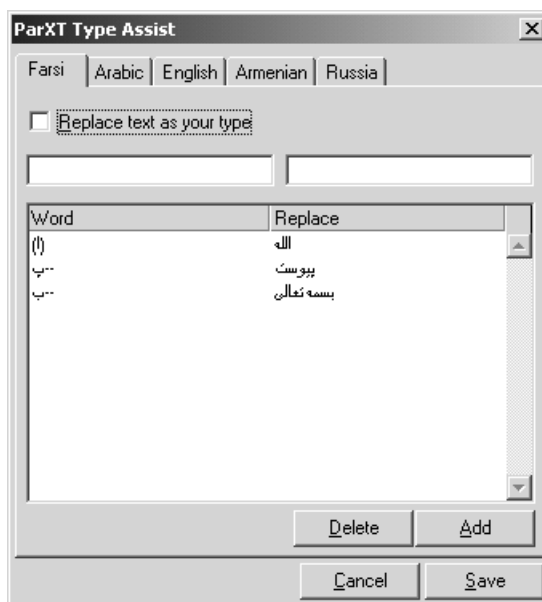 ParXT Type Assist
Farsi Arabic English Armenian Russia
Replace text as your type
Word Replace
(ا) الله
پ-- پیوست
ب-- بسمه تعالی
Delete Add
Cancel Save